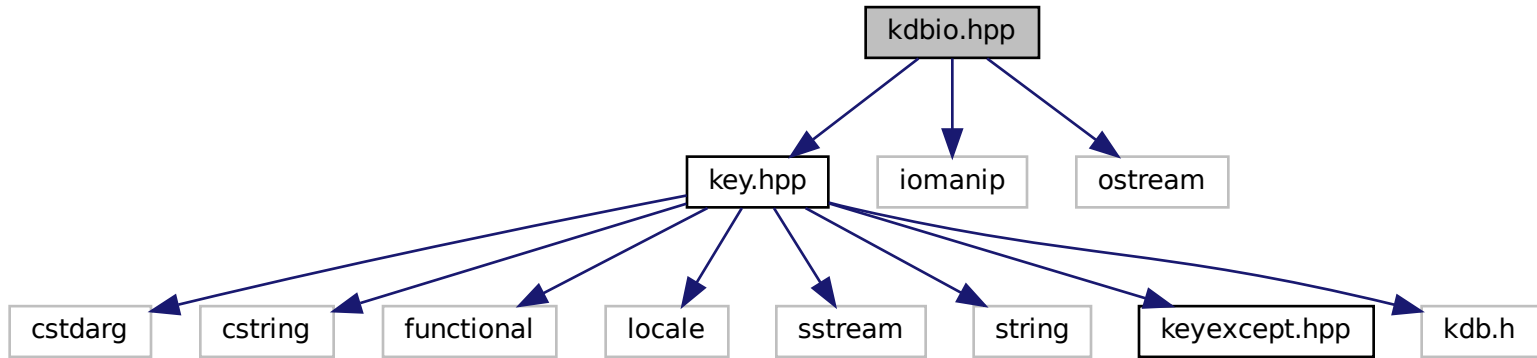 kdbio.hpp
key.hpp
iomanip
ostream
cstdarg
cstring
functional
locale
sstream
string
keyexcept.hpp
kdb.h